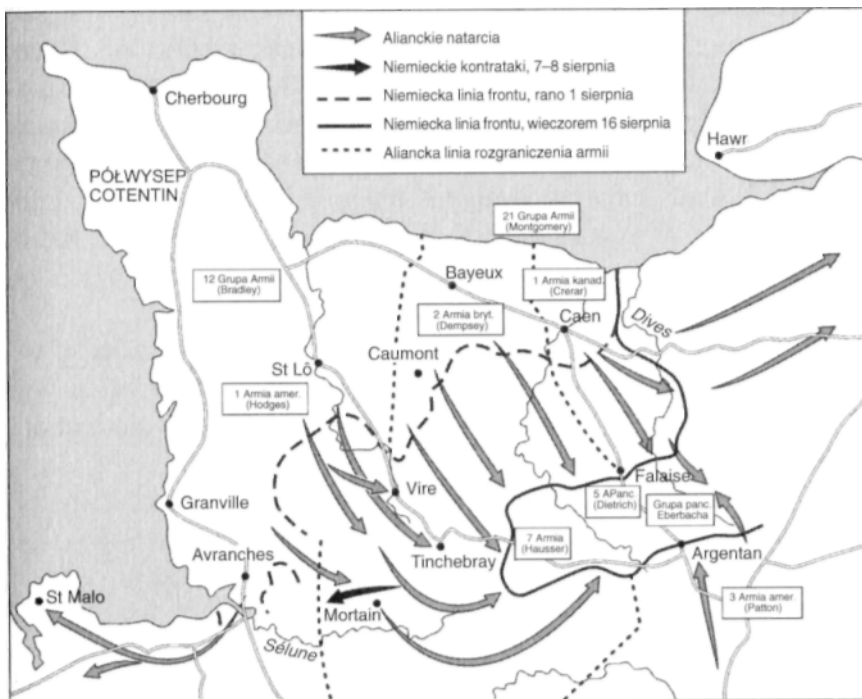 Alianckie natarcia
Niemieckie kontrataki, 7–8 sierpnia
Niemiecka linia frontu, rano 1 sierpnia
Niemiecka linia frontu, wieczorem 16 sierpnia
Aliancka linia rozgraniczenia armii
Cherbourg
Hawr
PÓŁWYSEP
COTENTIN
21 Grupa Armii
(Montgomery)
12 Grupa Armii
(Bradley)
Bayeux
1 Armia kanad.
(Crerar)
2 Armia bryt.
(Dempsey)
Caen
Dives
Caumont
St Lô
1 Armia amer.
(Hodges)
Vire
Falaise
Granville
5 APanc.
(Dietrich)
Grupa panc.
Eberbacha
7 Armia
(Hausser)
Avranches
Tinchebray
Argentan
St Malo
Mortain
3 Armia amer.
(Patton)
Sélune